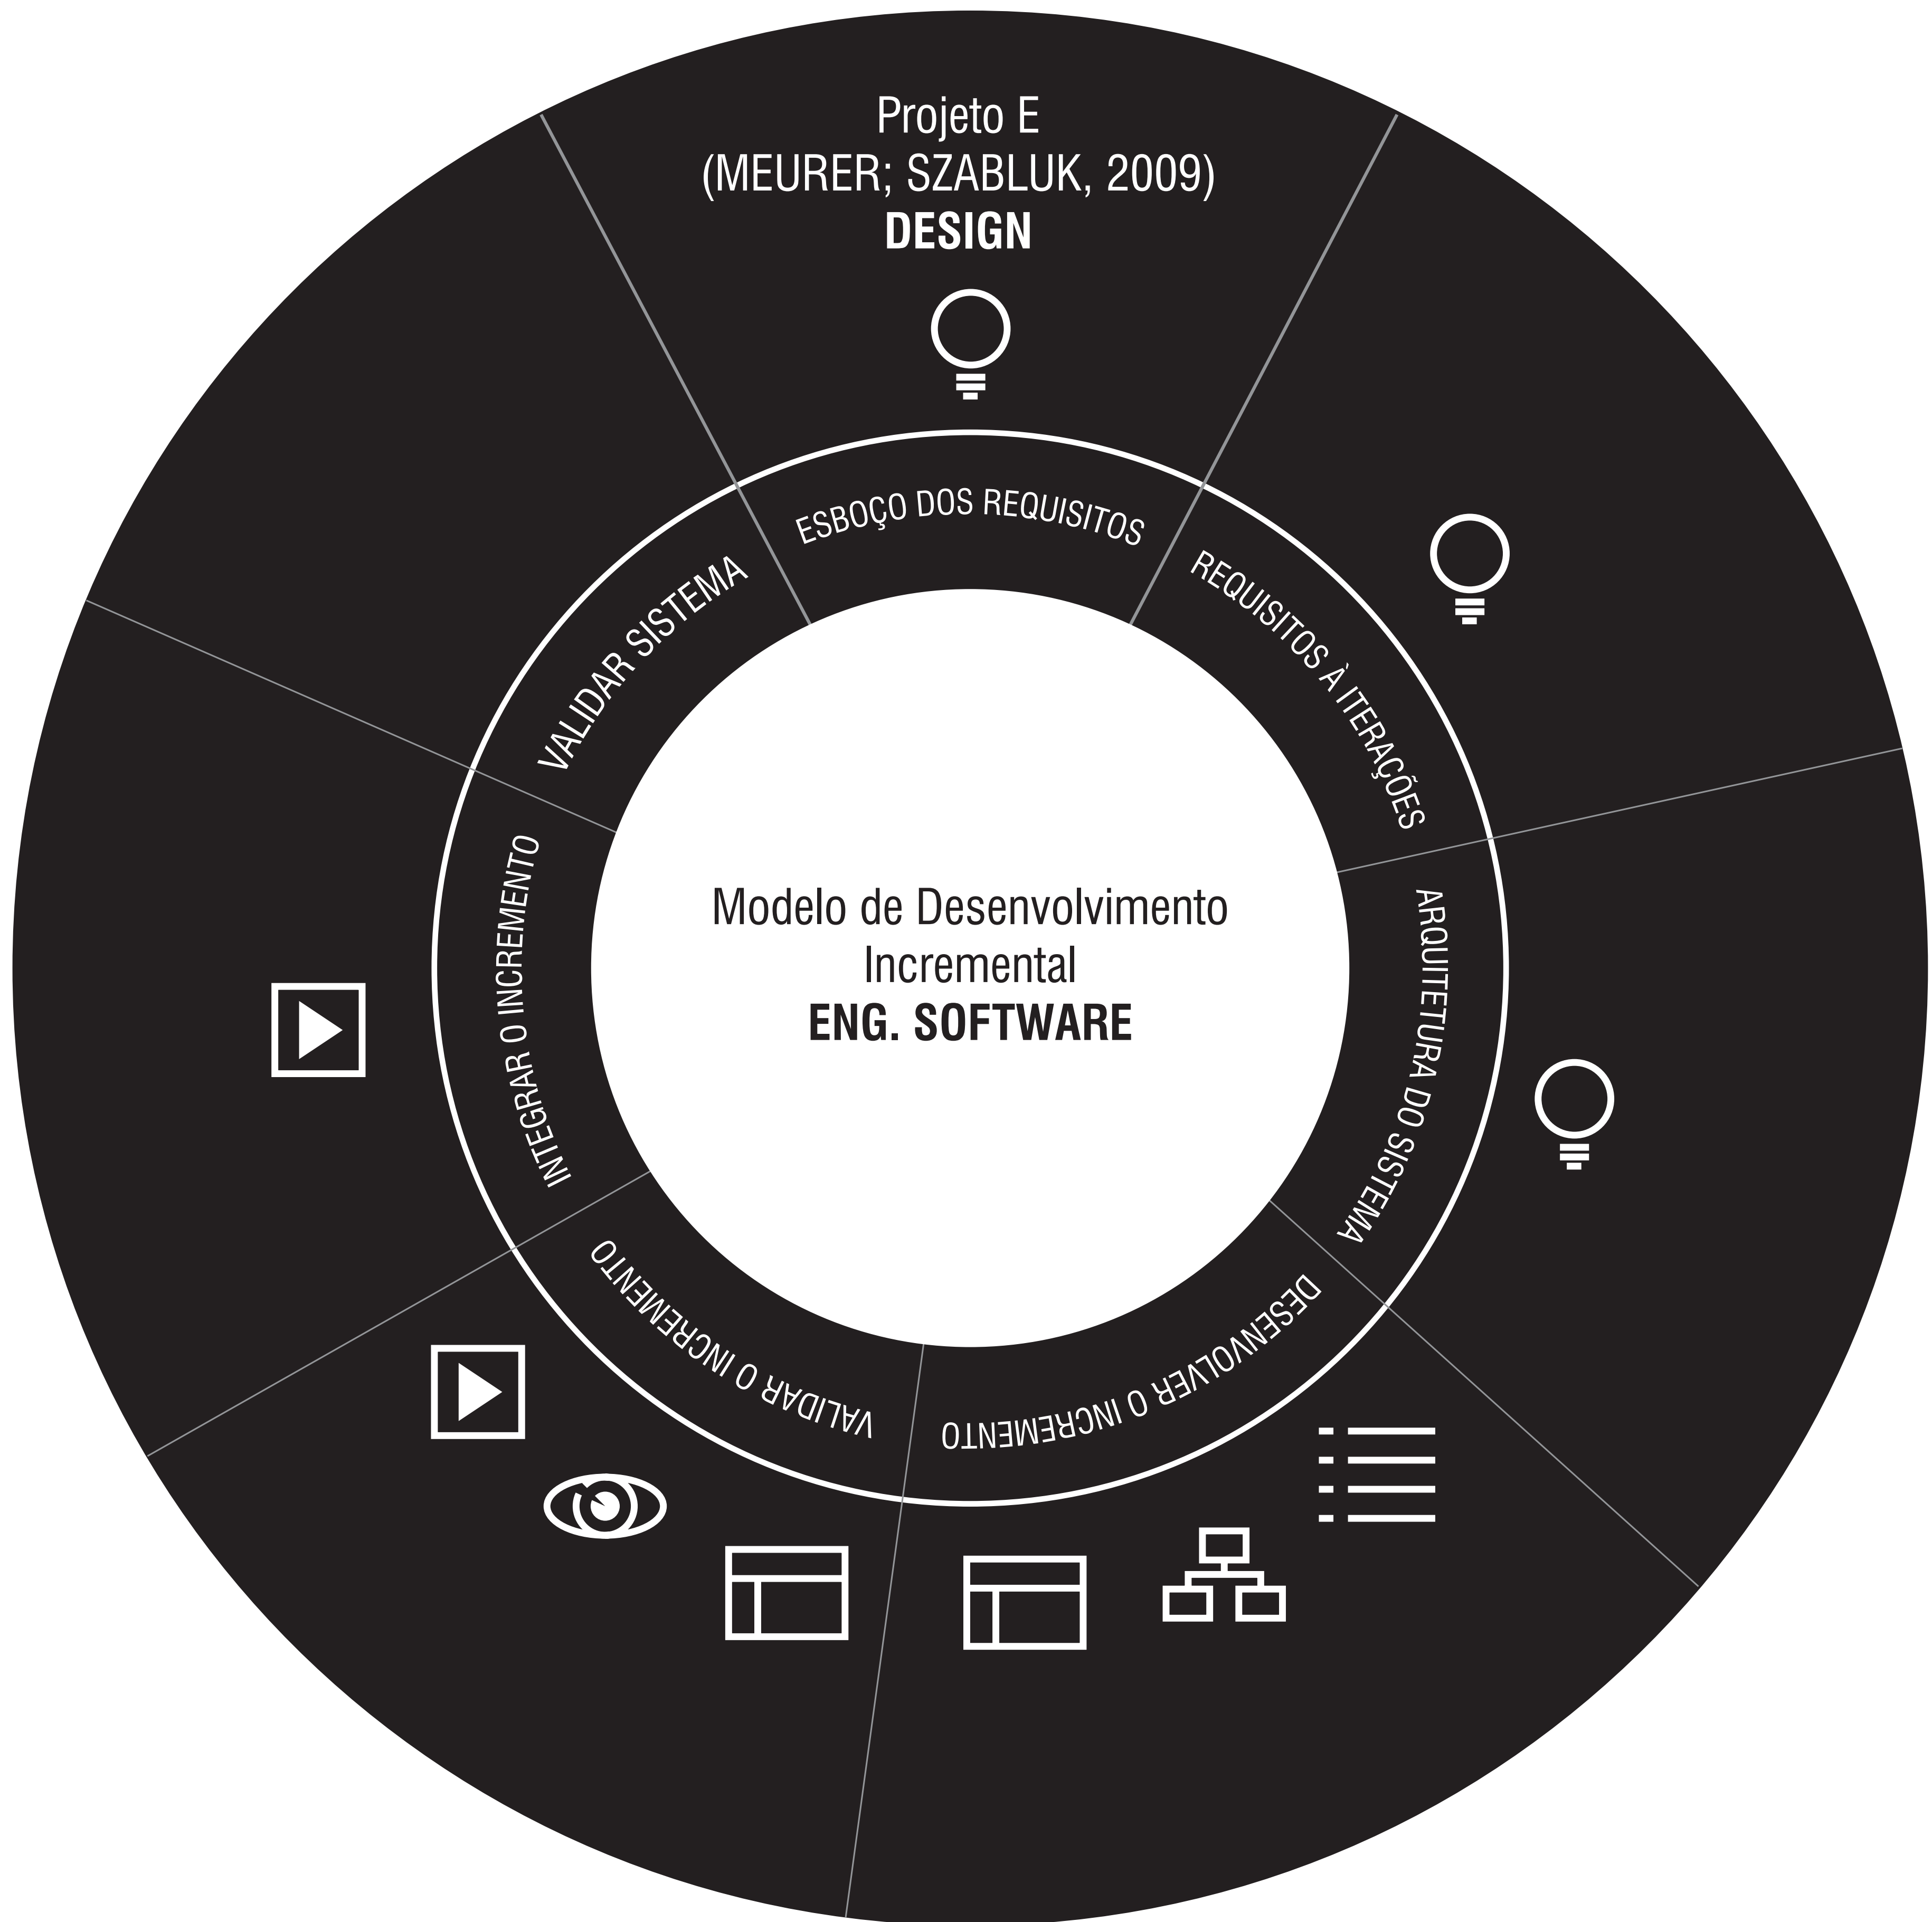 Projeto E
(MEURER; SZABLUK, 2009)
DESIGN
ESBOÇO DOS REQUISITOS
REQUISITOS À ITERAÇÕES
ARQUITETURA DO SISTEMA
DESENVOLVER O INCREMENTO
VALIDAR O INCREMENTO
INTEGRAR O INCREMENTO
VALIDAR SISTEMA
Modelo de Desenvolvimento
Incremental
ENG. SOFTWARE